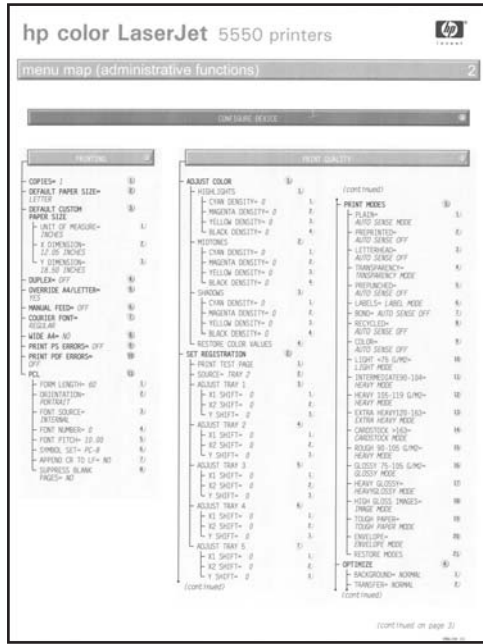 hp color LaserJet 5550 printers
hp
invent
menu map (administrative functions) 2
CONFIGURE DEVICE
PRINTING
COPIES= 1
DEFAULT PAPER SIZE=
LETTER
DEFAULT CUSTOM
PAPER SIZE
UNIT OF MEASURE=
INCHES
X DIMENSION=
12.05 INCHES
Y DIMENSION=
18.50 INCHES
DUPLEX= OFF
OVERRIDE A4/LETTER=
YES
MANUAL FEED= OFF
COURIER FONT=
REGULAR
WIDE A4= NO
PRINT PS ERRORS= OFF
PRINT PDF ERRORS=
OFF
PCL
FORM LENGTH= 60
ORIENTATION=
PORTRAIT
FONT SOURCE=
INTERNAL
FONT NUMBER= 0
FONT PITCH= 10.00
SYMBOL SET= PC-8
APPEND CR TO LF= NO
SUPPRESS BLANK
PAGES= NO
PRINT QUALITY
ADJUST COLOR
HIGHLIGHTS
CYAN DENSITY= 0
MAGENTA DENSITY= 0
YELLOW DENSITY= 0
BLACK DENSITY= 0
MIDTONES
CYAN DENSITY= 0
MAGENTA DENSITY= 0
YELLOW DENSITY= 0
BLACK DENSITY= 0
SHADOWS
CYAN DENSITY= 0
MAGENTA DENSITY= 0
YELLOW DENSITY= 0
BLACK DENSITY= 0
RESTORE COLOR VALUES
SET REGISTRATION
PRINT TEST PAGE
SOURCE= TRAY 2
ADJUST TRAY 1
X1 SHIFT= 0
X2 SHIFT= 0
Y SHIFT= 0
ADJUST TRAY 2
X1 SHIFT= 0
X2 SHIFT= 0
Y SHIFT= 0
ADJUST TRAY 3
X1 SHIFT= 0
X2 SHIFT= 0
Y SHIFT= 0
ADJUST TRAY 4
X1 SHIFT= 0
X2 SHIFT= 0
Y SHIFT= 0
ADJUST TRAY 5
X1 SHIFT= 0
X2 SHIFT= 0
Y SHIFT= 0
(continued)
(continued)
PRINT MODES
PLAIN=
AUTO SENSE MODE
PREPRINTED=
AUTO SENSE OFF
LETTERHEAD=
AUTO SENSE OFF
TRANSPARENCY=
TRANSPARENCY MODE
PREPUNCHED=
AUTO SENSE OFF
LABELS= LABEL MODE
BOND= AUTO SENSE OFF
RECYCLED=
AUTO SENSE OFF
COLOR=
AUTO SENSE OFF
LIGHT <75 G/M2=
LIGHT MODE
INTERMEDIATE90-104=
HEAVY MODE
HEAVY 105-119 G/M2=
HEAVY MODE
EXTRA HEAVY120-163=
EXTRA HEAVY MODE
CARDSTOCK >163=
CARDSTOCK MODE
ROUGH 90-105 G/M2=
HEAVY MODE
GLOSSY 75-105 G/M2=
HEAVY MODE
HEAVY GLOSSY=
HEAVYGLOSSY MODE
HIGH GLOSS IMAGES=
IMAGE MODE
TOUGH PAPER=
TOUGH PAPER MODE
ENVELOPE=
ENVELOPE MODE
RESTORE MODES
OPTIMIZE
BACKGROUND= NORMAL
TRANSFER= NORMAL
(continued)
(continued on page 3)